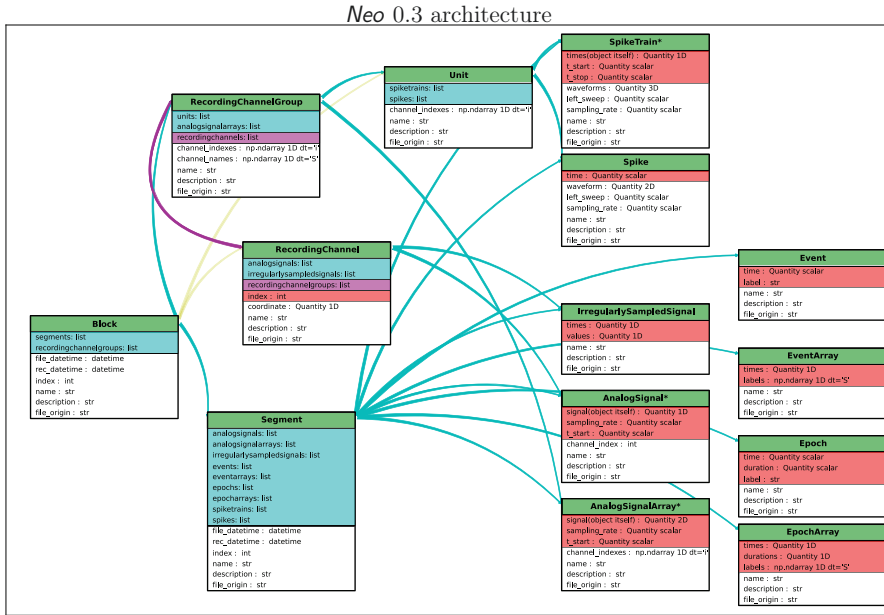 Neo 0.3 architecture
SpikeTrain*
times(object itself) : Quantity 1D
t_start : Quantity scalar
t_stop : Quantity scalar
waveforms : Quantity 3D
left_sweep : Quantity 1D
sampling_rate : Quantity scalar
name : str
description : str
file_origin : str
Unit
spiketrains: list
spikes: list
channel_indexes : np.ndarray 1D dt='i'
name : str
description : str
file_origin : str
RecordingChannelGroup
units: list
analogsignalarrays: list
recordingchannels: list
channel_indexes : np.ndarray 1D dt='i'
channel_names : np.ndarray 1D dt='S'
name : str
description : str
file_origin : str
Spike
time : Quantity scalar
waveform : Quantity 2D
left_sweep : Quantity 1D
sampling_rate : Quantity scalar
name : str
description : str
file_origin : str
RecordingChannel
analogsignals: list
irregularlysampledsignals: list
recordingchannelgroups: list
index : int
coordinate : Quantity 1D
name : str
description : str
file_origin : str
Event
time : Quantity scalar
label : str
name : str
description : str
file_origin : str
Block
segments: list
recordingchannelgroups: list
file_datetime : datetime
rec_datetime : datetime
index : int
name : str
description : str
file_origin : str
IrregularlySampledSignal
times : Quantity 1D
values : Quantity 1D
name : str
description : str
file_origin : str
EventArray
times : Quantity 1D
labels : np.ndarray 1D dt='S'
name : str
description : str
file_origin : str
AnalogSignal*
signal(object itself) : Quantity 1D
sampling_rate : Quantity scalar
t_start : Quantity scalar
channel_index : int
name : str
description : str
file_origin : str
Segment
analogsignals: list
analogsignalarrays: list
irregularlysampledsignals: list
events: list
eventarrays: list
epochs: list
epocharrays: list
spiketrains: list
spikes: list
file_datetime : datetime
rec_datetime : datetime
index : int
name : str
description : str
file_origin : str
Epoch
time : Quantity scalar
duration : Quantity scalar
label : str
name : str
description : str
file_origin : str
AnalogSignalArray*
signal(object itself) : Quantity 2D
sampling_rate : Quantity scalar
t_start : Quantity scalar
channel_indexes : np.ndarray 1D dt='i'
name : str
description : str
file_origin : str
EpochArray
times : Quantity 1D
durations : Quantity 1D
labels : np.ndarray 1D dt='S'
name : str
description : str
file_origin : str